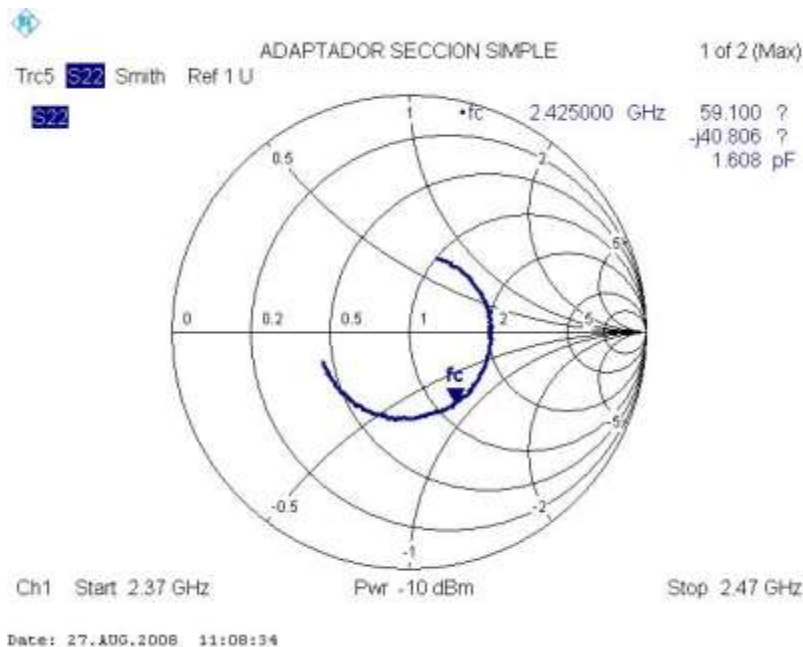 ADAPTADOR SECCION SIMPLE 1 of 2 (Max)
Trc5 S22 Smith Ref 1 U
S22
•fc 2.425000 GHz 59.100 ?
-j40.806 ?
1.608 pF
1
0.5
2
5
0 0.2 0.5 1 2 5
fc
-5
-0.5
-2
-1
Ch1 Start 2.37 GHz Pwr -10 dBm Stop 2.47 GHz
Date: 27.AUG.2008 11:08:34